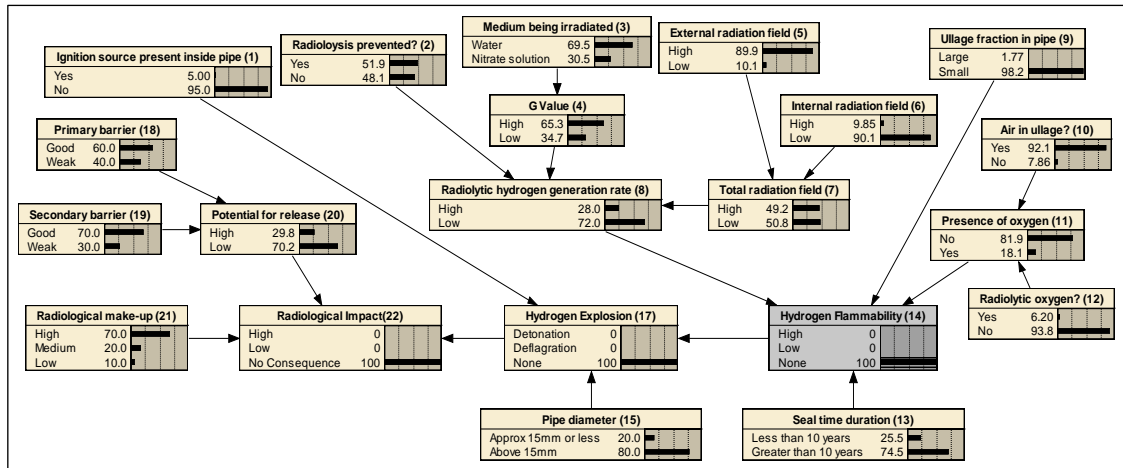 Medium being irradiated (3)
Water 69.5
Nitrate solution 30.5
External radiation field (5)
High 89.9
Low 10.1
Ullage fraction in pipe (9)
Large 1.77
Small 98.2
Ignition source present inside pipe (1)
Yes 5.00
No 95.0
Radioloysis prevented? (2)
Yes 51.9
No 48.1
G Value (4)
High 65.3
Low 34.7
Internal radiation field (6)
High 9.85
Low 90.1
Air in ullage? (10)
Yes 92.1
No 7.86
Primary barrier (18)
Good 60.0
Weak 40.0
Radiolytic hydrogen generation rate (8)
High 28.0
Low 72.0
Total radiation field (7)
High 49.2
Low 50.8
Secondary barrier (19)
Good 70.0
Weak 30.0
Potential for release (20)
High 29.8
Low 70.2
Presence of oxygen (11)
No 81.9
Yes 18.1
Radiolytic oxygen? (12)
Yes 6.20
No 93.8
Radiological make-up (21)
High 70.0
Medium 20.0
Low 10.0
Radiological Impact(22)
High 0
Low 0
No Consequence 100
Hydrogen Explosion (17)
Detonation 0
Deflagration 0
None 100
Hydrogen Flammability (14)
High 0
Low 0
None 100
Pipe diameter (15)
Approx 15mm or less 20.0
Above 15mm 80.0
Seal time duration (13)
Less than 10 years 25.5
Greater than 10 years 74.5